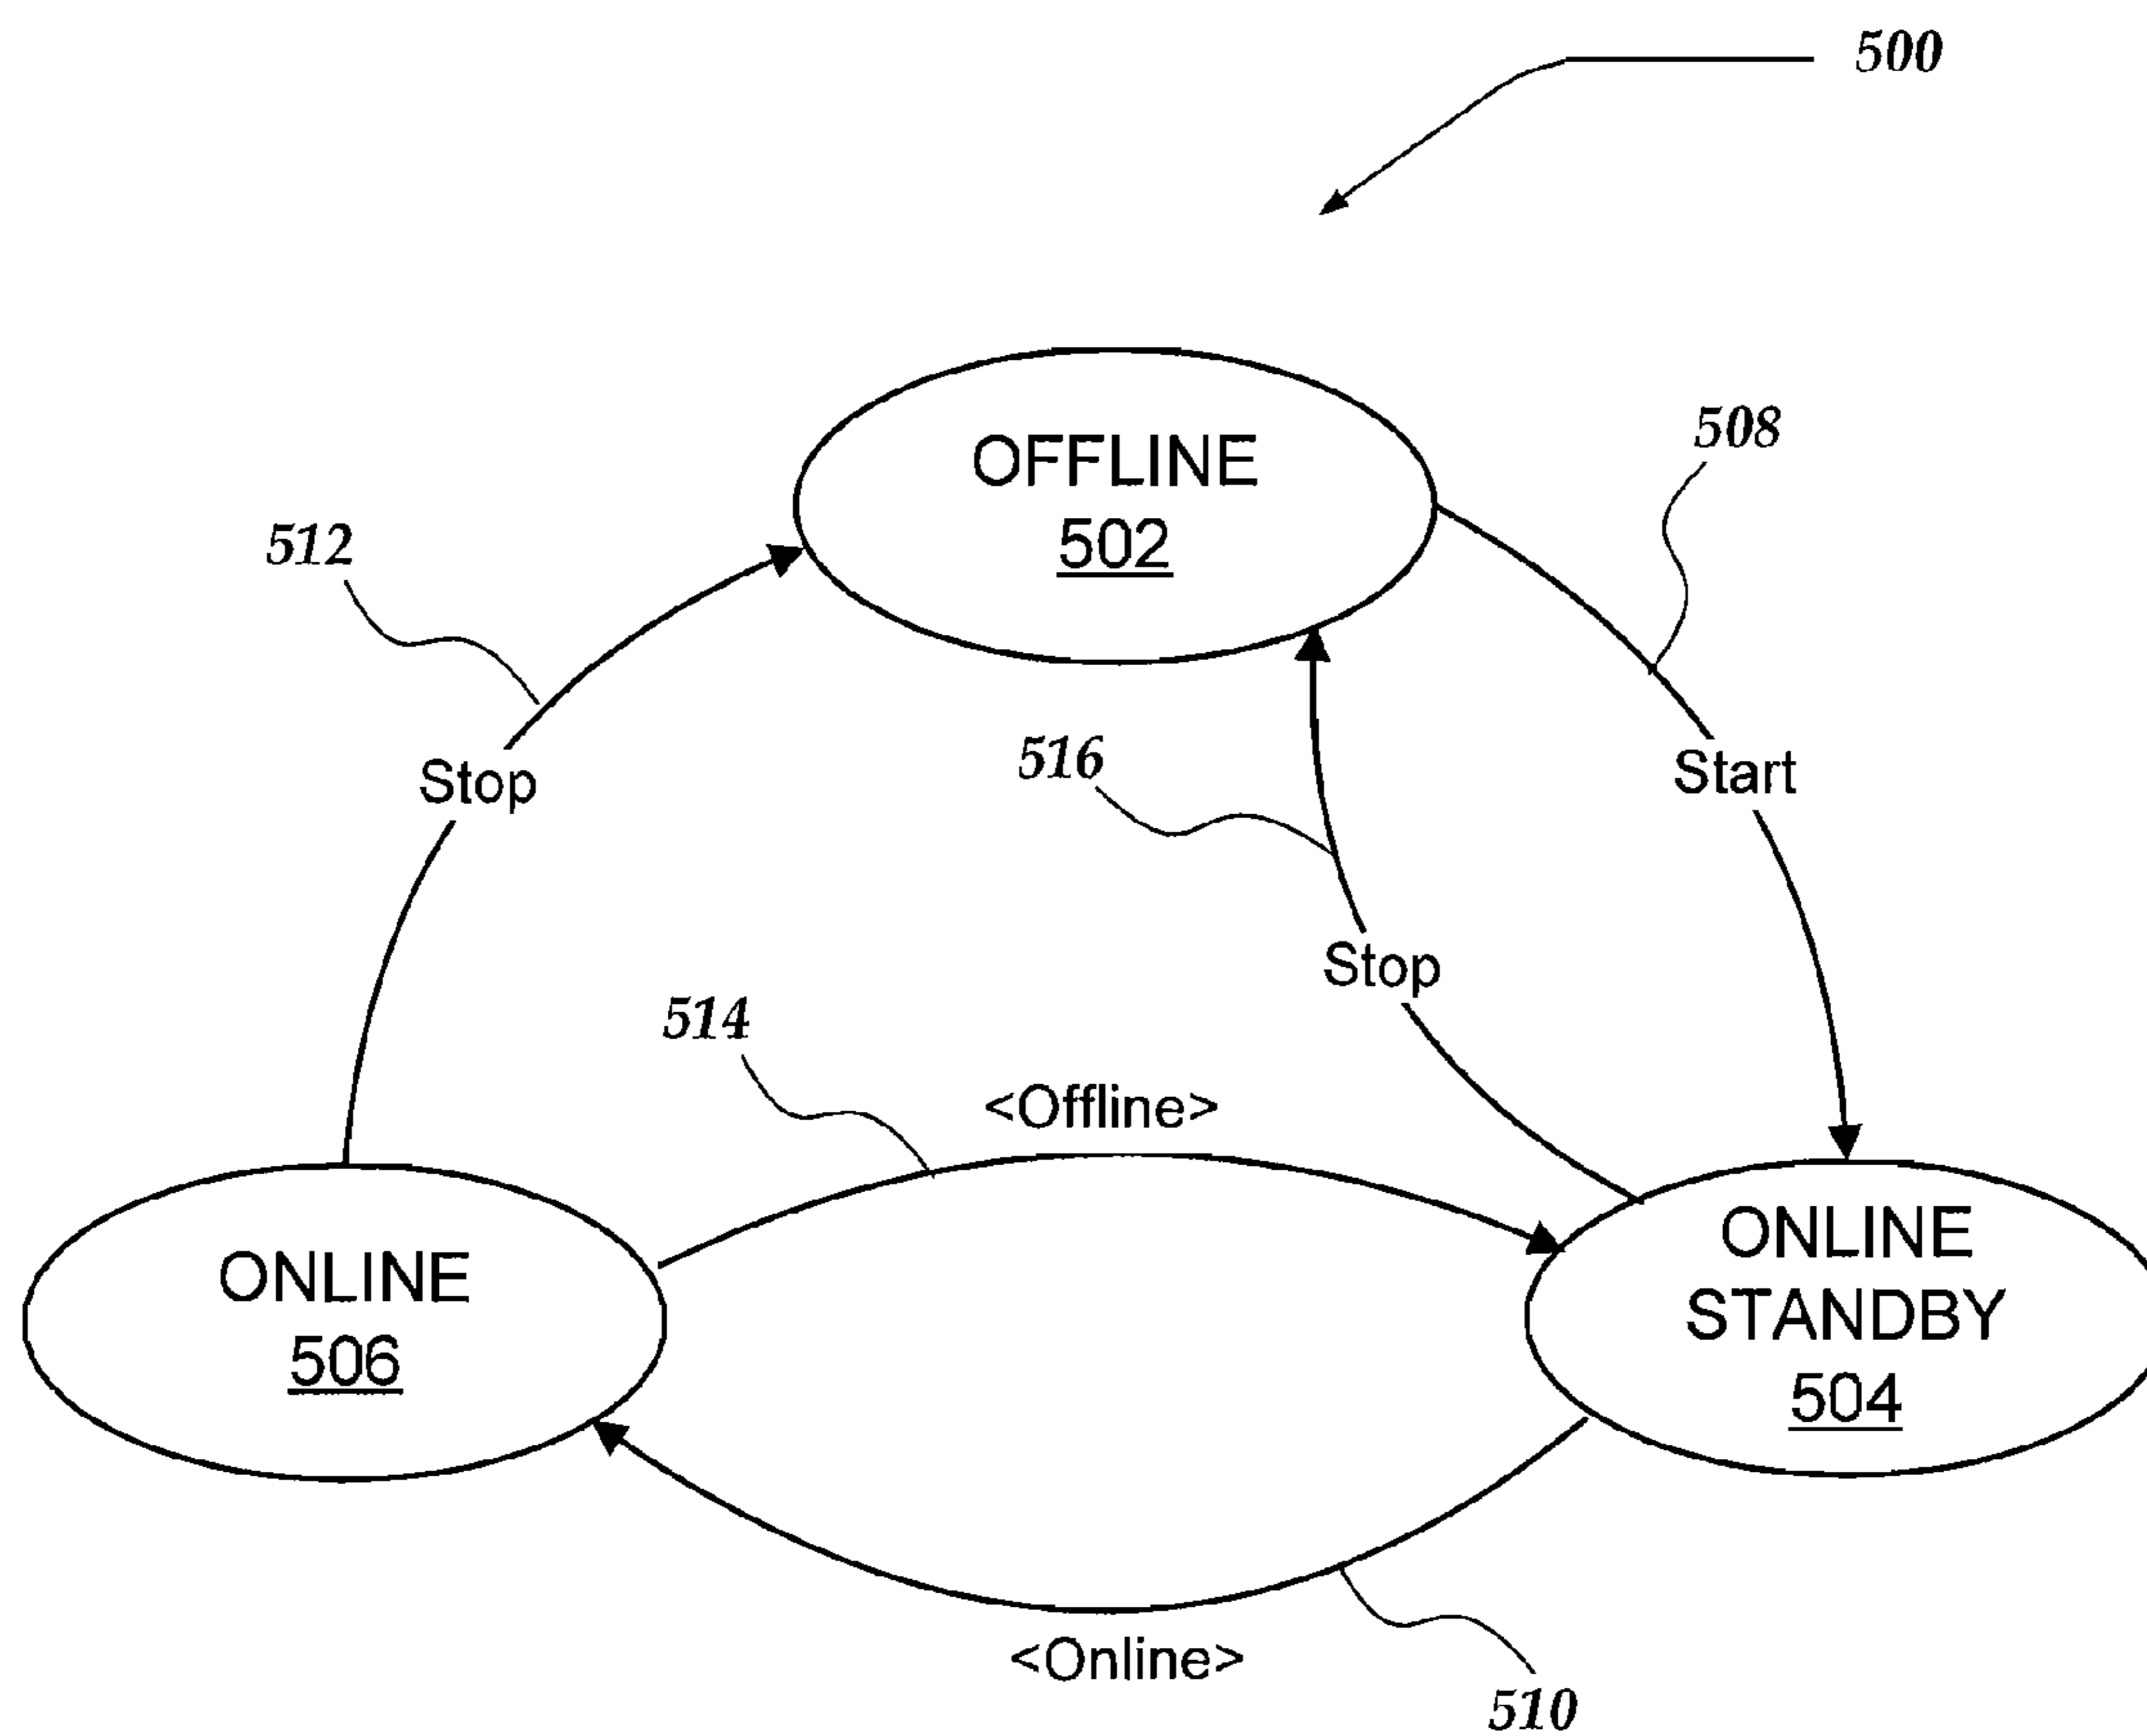 500
OFFLINE
502
508
512
Stop
516
Start
Stop
514
<Offline>
ONLINE
506
ONLINE
STANDBY
504
<Online>
510